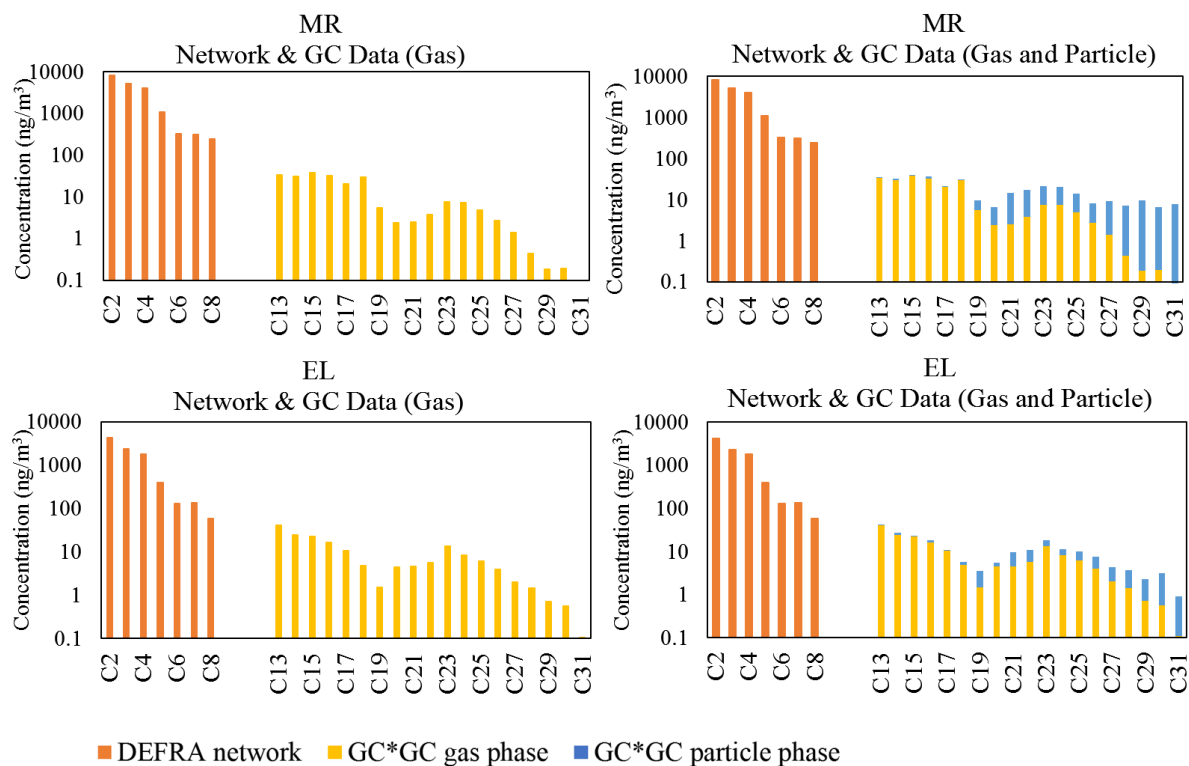 MR
Network & GC Data (Gas)
Concentration (ng/m³)
10000
1000
100
10
1
0.1
C2
C4
C6
C8
C13
C15
C17
C19
C21
C23
C25
C27
C29
C31
MR
Network & GC Data (Gas and Particle)
Concentration (ng/m³)
10000
1000
100
10
1
0.1
C2
C4
C6
C8
C13
C15
C17
C19
C21
C23
C25
C27
C29
C31
EL
Network & GC Data (Gas)
Concentration (ng/m³)
10000
1000
100
10
1
0.1
C2
C4
C6
C8
C13
C15
C17
C19
C21
C23
C25
C27
C29
C31
EL
Network & GC Data (Gas and Particle)
Concentration (ng/m³)
10000
1000
100
10
1
0.1
C2
C4
C6
C8
C13
C15
C17
C19
C21
C23
C25
C27
C29
C31
DEFRA network GC*GC gas phase GC*GC particle phase